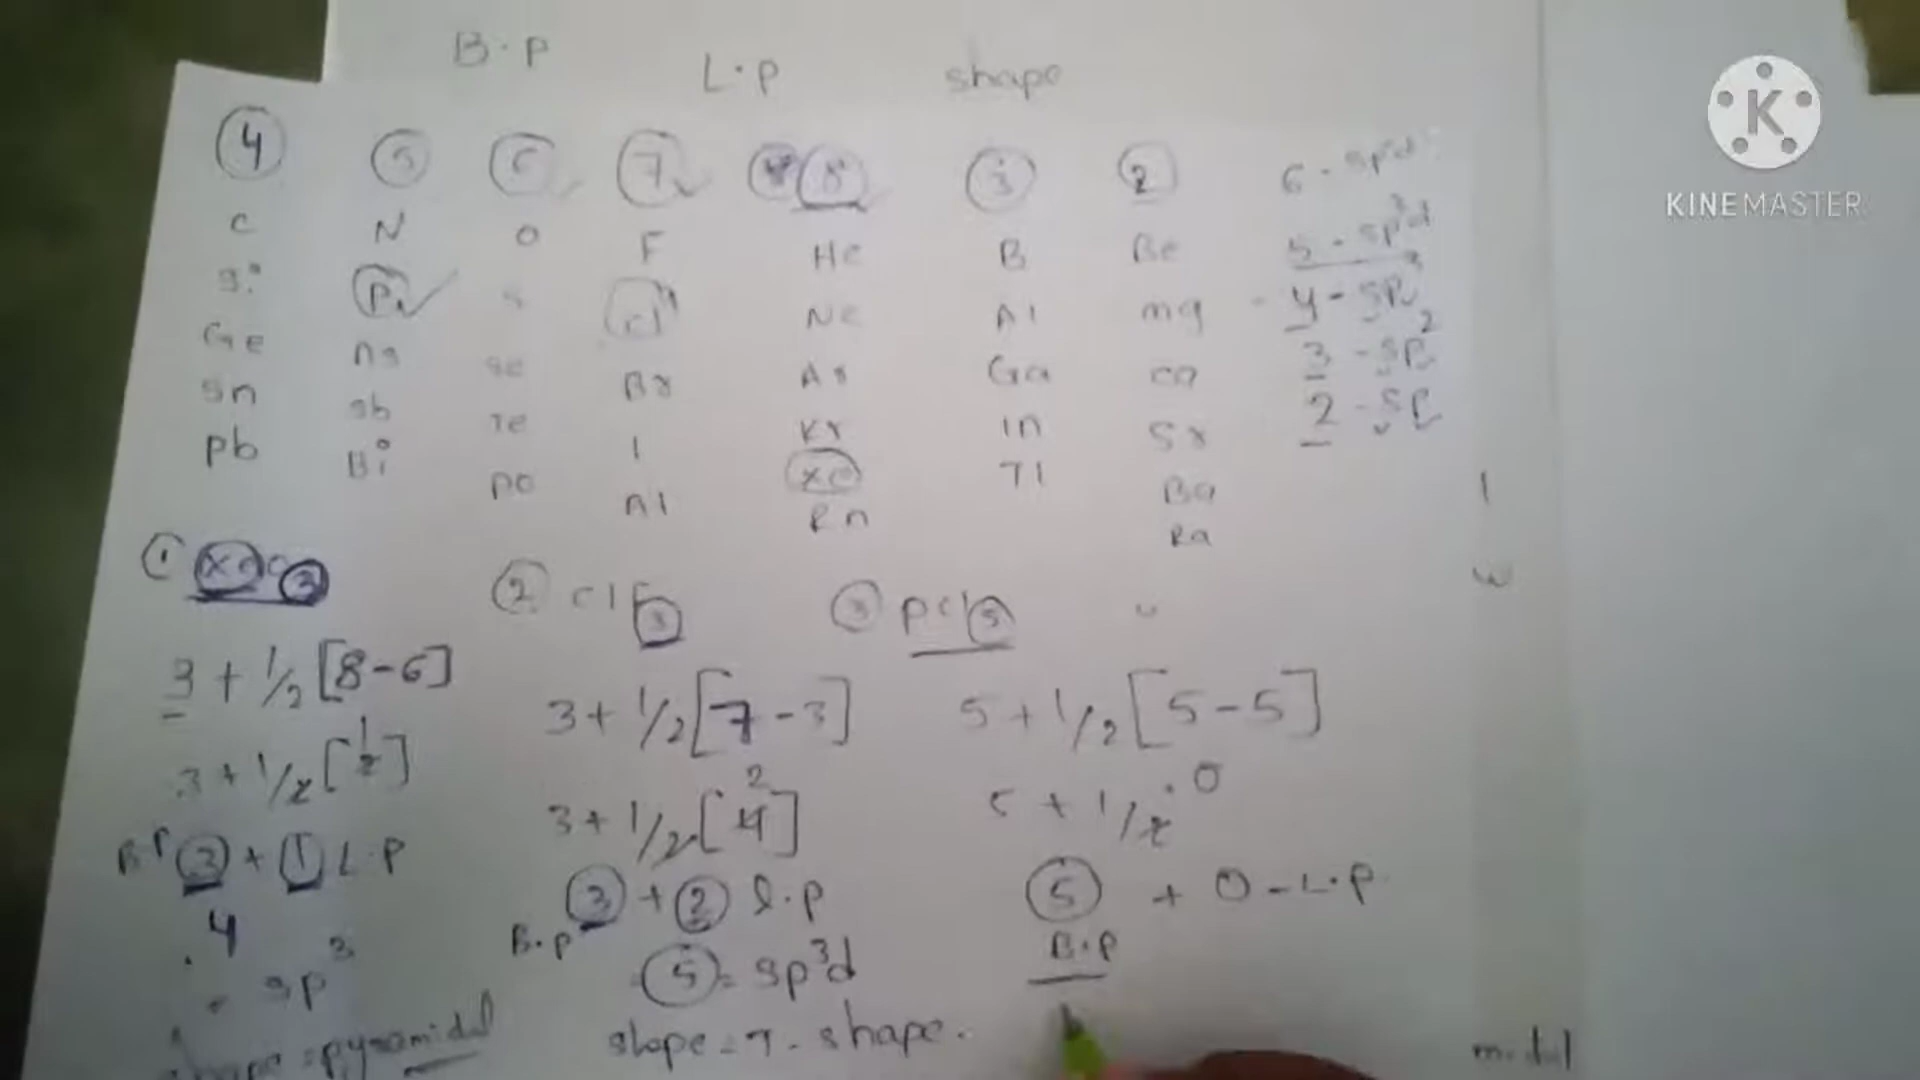 B.P L.P shape
4 5 6 7 8 3 2 6 - sp³d²
C N O F He B Be 5 - sp³d
Si P S Cl Ne Al mg 4 - sp³
Ge As Se Br Ar Ga ca 3 - sp²
Sn Sb Te I Kr In Sr 2 - sp
Pb Bi Po At Xe Tl Ba
Rn Ra
① XeO3 ② ClF3 ③ PCl5
3 + 1/2 [8-6] 3 + 1/2 [7-3] 5 + 1/2 [5-5]
3 + 1/2 [2] 1 3 + 1/2 [4] 2 5 + 1/2 . 0
B.P 3 + 1 L.P 3 + 2 l.p 5 + 0 - L.P.
4 B.P 5 = sp³d B.P
= sp³
shape = pyramidal shape = T - shape.
KINEMASTER